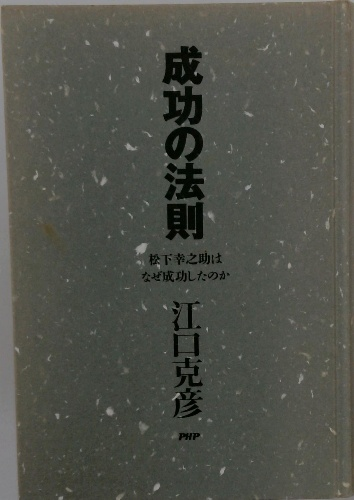 成功の法則
松下幸之助は
なぜ成功したのか
江口克彦
PHP